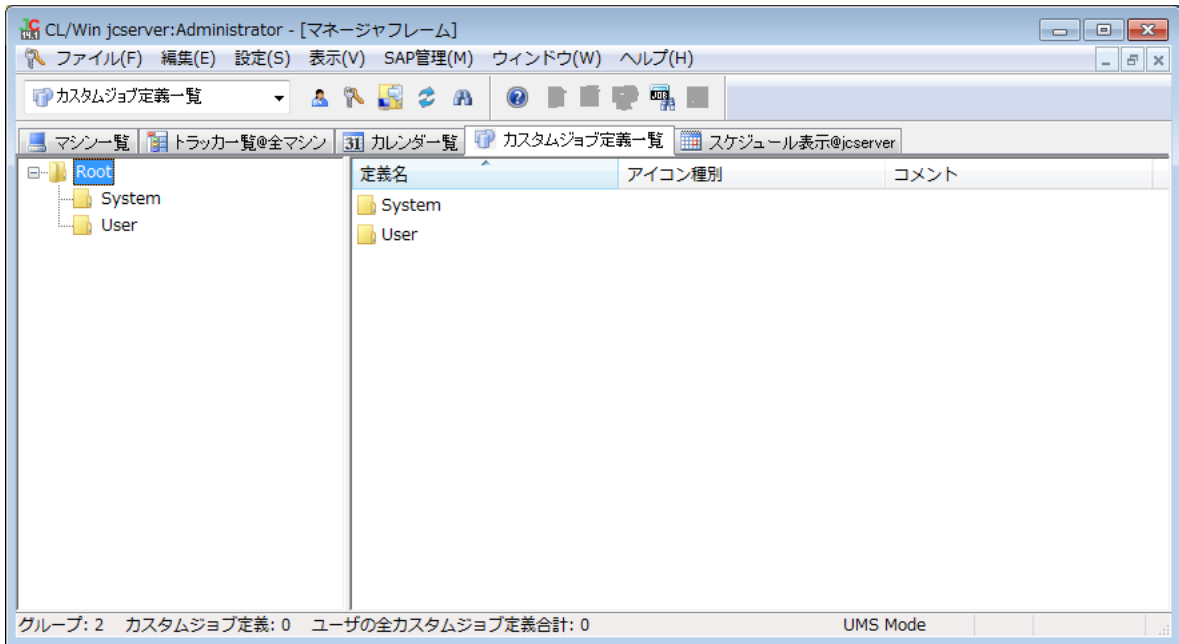 CL/Win jcserver:Administrator - [マネージャフレーム]
ファイル(F) 編集(E) 設定(S) 表示(V) SAP管理(M) ウィンドウ(W) ヘルプ(H)
カスタムジョブ定義一覧
JOB
マシン一覧 トラッカ一覧@全マシン 31 カレンダ一覧 カスタムジョブ定義一覧 スケジュール表示@jcserver
Root
System
User
定義名 アイコン種別 コメント
System
User
グループ: 2 カスタムジョブ定義: 0 ユーザの全カスタムジョブ定義合計: 0 UMS Mode